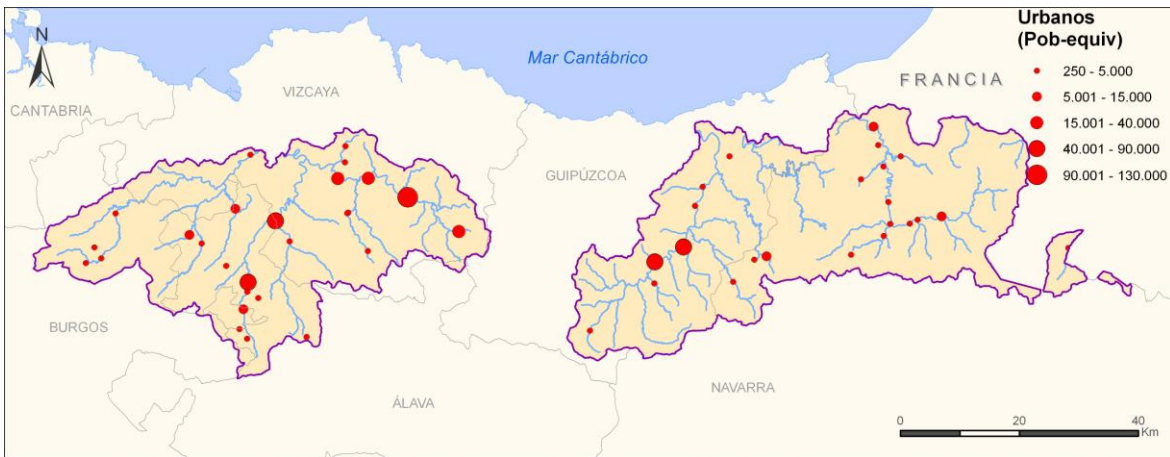 N
CANTABRIA
VIZCAYA
Mar Cantábrico
FRANCIA
GUIPÚZCOA
BURGOS
ÁLAVA
NAVARRA
Urbanos
(Pob-equiv)
250 - 5.000
5.001 - 15.000
15.001 - 40.000
40.001 - 90.000
90.001 - 130.000
0 20 40
Km